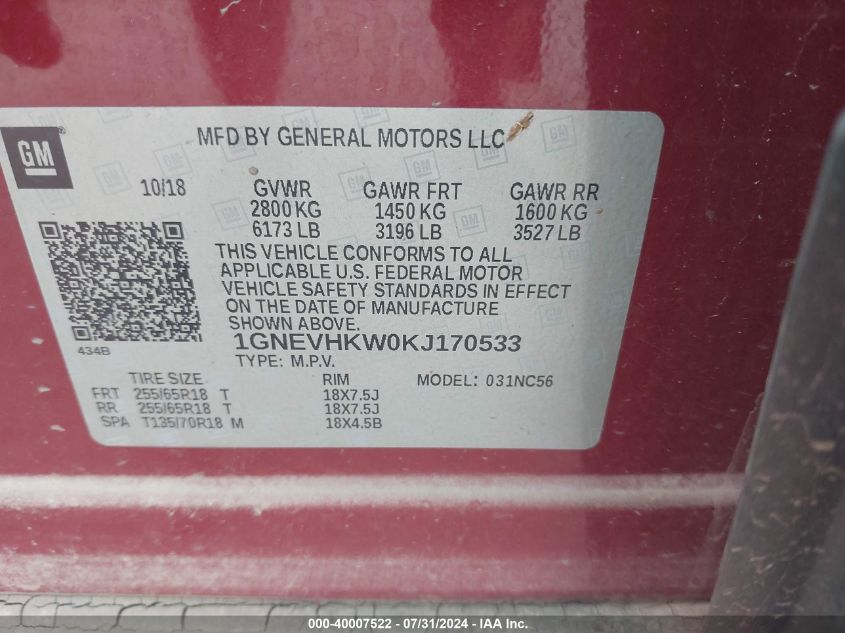 GM
MFD BY GENERAL MOTORS LLC
10/18
GVWR GAWR FRT GAWR RR
2800 KG 1450 KG 1600 KG
6173 LB 3196 LB 3527 LB
THIS VEHICLE CONFORMS TO ALL
APPLICABLE U.S. FEDERAL MOTOR
VEHICLE SAFETY STANDARDS IN EFFECT
ON THE DATE OF MANUFACTURE
SHOWN ABOVE.
434B
1GNEVHKW0KJ170533
TYPE: M.P.V.
TIRE SIZE RIM MODEL: 031NC56
FRT 255/65R18 T 18X7.5J
RR 255/65R18 T 18X7.5J
SPA T135/70R18 M 18X4.5B
000-40007522 - 07/31/2024 - IAA Inc.